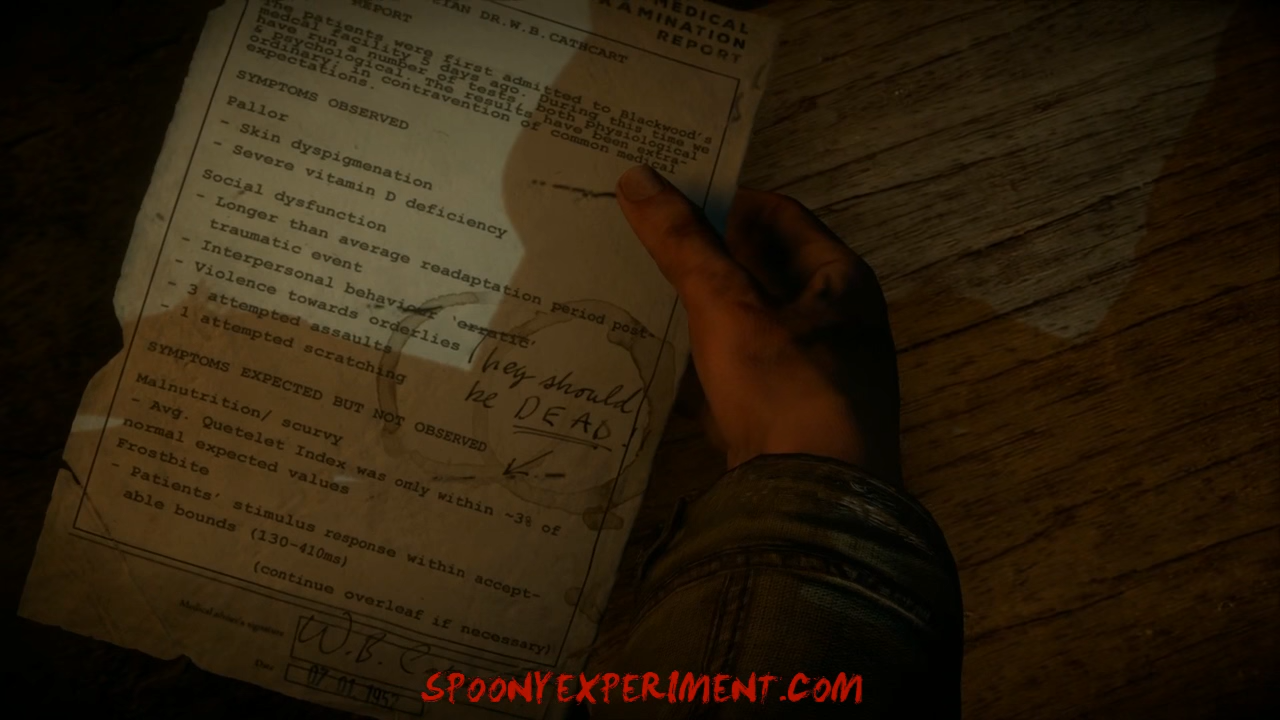 MEDICAL
EXAMINATION
REPORT
DR.W.B.CATHCART
REPORT
The patients were first admitted to Blackwood's
medcal facility 5 days ago. During this time we
have run a number of tests, both physiological
& psychological. The results have been extra-
ordinary; in contravention of common medical
expectations.
SYMPTOMS OBSERVED
Pallor
- Skin dyspigmenation
- Severe vitamin D deficiency
Social dysfunction
- Longer than average readaptation period post-
traumatic event
- Interpersonal behavior 'erratic'
- Violence towards orderlies
- 3 attempted assaults
- 1 attempted scratching
They should
be DEAD!
SYMPTOMS EXPECTED BUT NOT OBSERVED
Malnutrition/ scurvy
- Avg. Quetelet Index was only within ~3% of
normal expected values
Frostbite
- Patients' stimulus response within accept-
able bounds (130-410ms)
(continue overleaf if necessary)
signature
W.B.
07 01 1952
SPOONYEXPERIMENT.COM